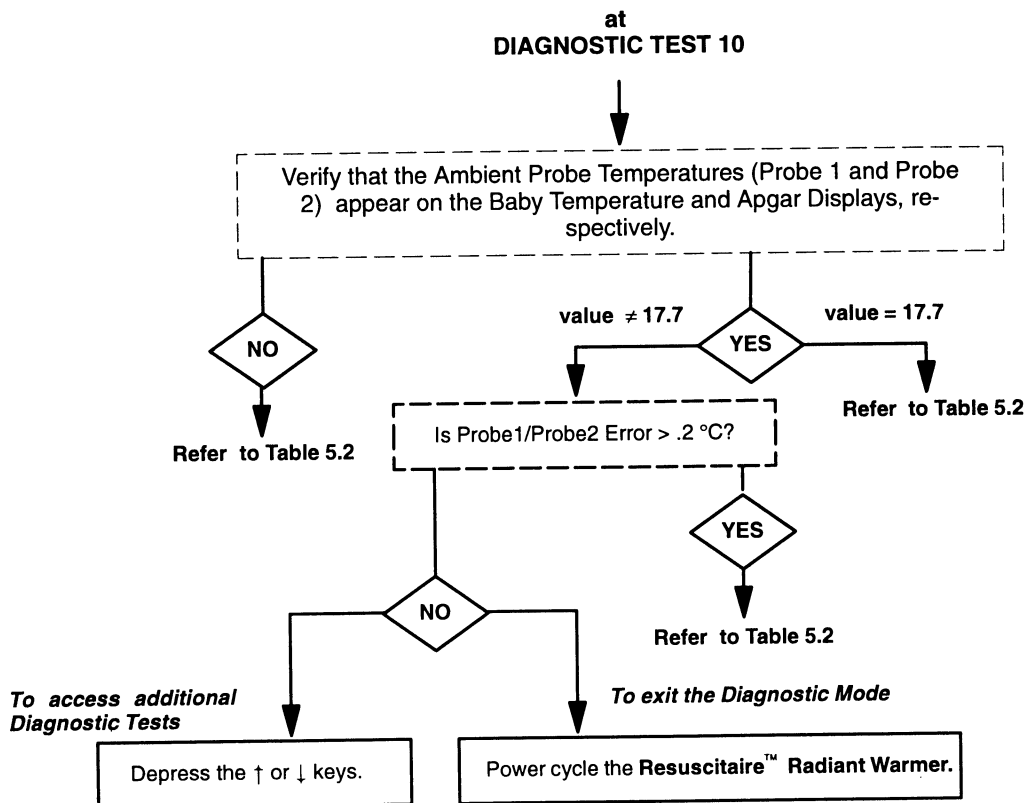 at
DIAGNOSTIC TEST 10
Verify that the Ambient Probe Temperatures (Probe 1 and Probe
2) appear on the Baby Temperature and Apgar Displays, re-
spectively.
value ≠ 17.7
value = 17.7
NO
YES
Refer to Table 5.2
Refer to Table 5.2
Is Probe1/Probe2 Error > .2 °C?
YES
NO
Refer to Table 5.2
To access additional
Diagnostic Tests
To exit the Diagnostic Mode
Depress the ↑ or ↓ keys.
Power cycle the Resuscitaire™ Radiant Warmer.